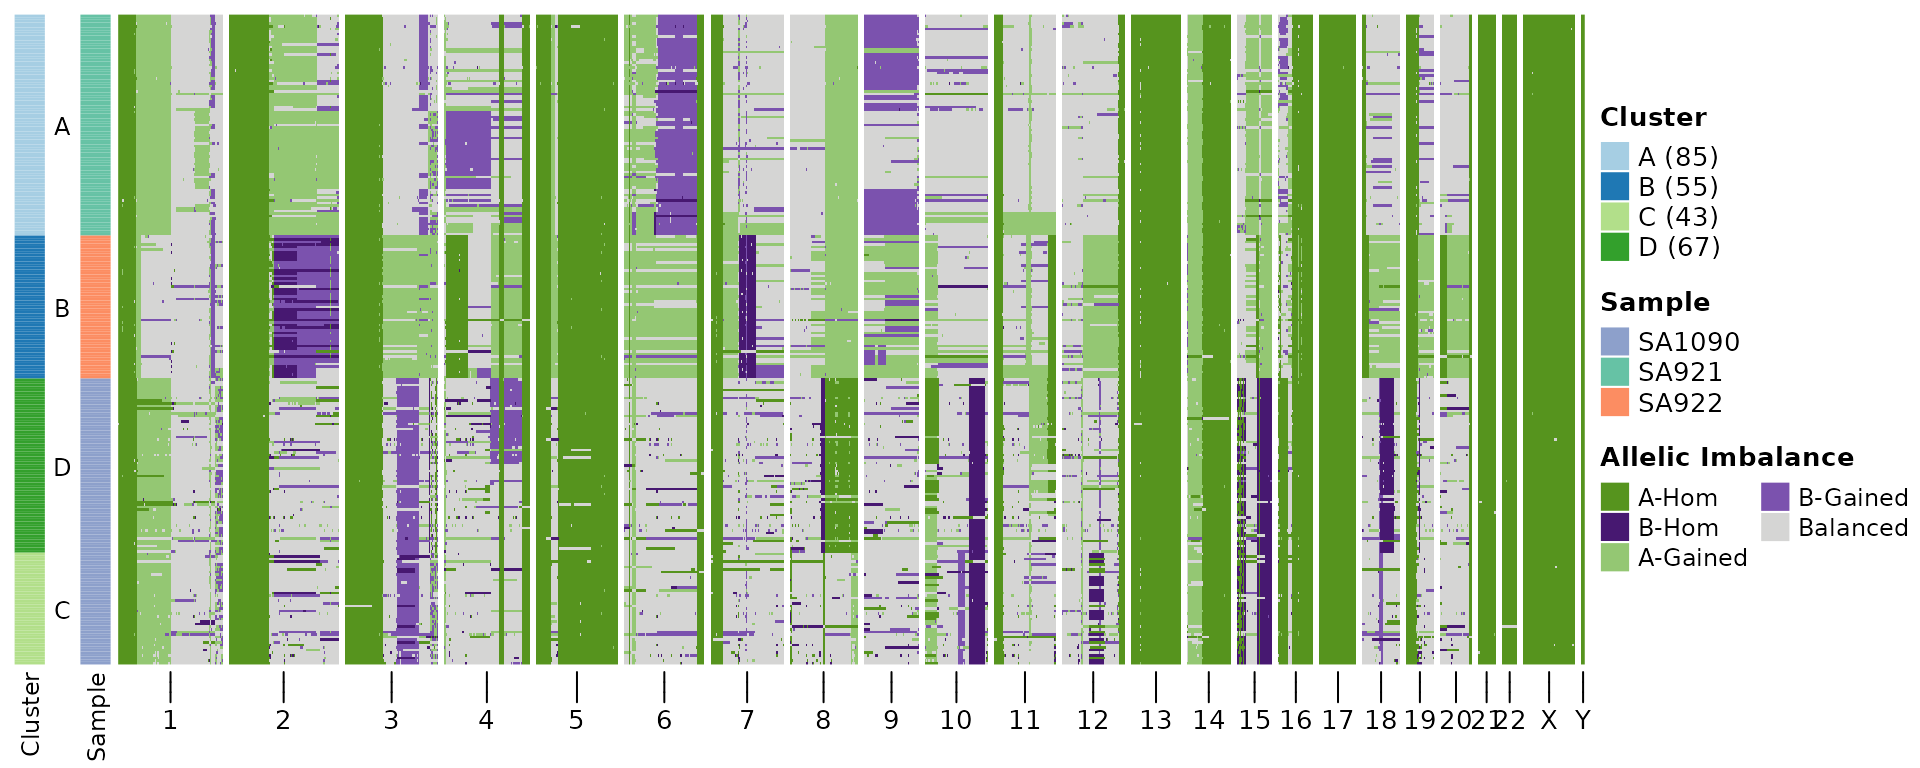 A
B
D
C
Cluster
Sample
1
2
3
4
5
6
7
8
9
10
11
12
13
14
15
16
17
18
19
20
21
22
X
Y
Cluster
A (85)
B (55)
C (43)
D (67)
Sample
SA1090
SA921
SA922
Allelic Imbalance
A-Hom
B-Hom
A-Gained
B-Gained
Balanced